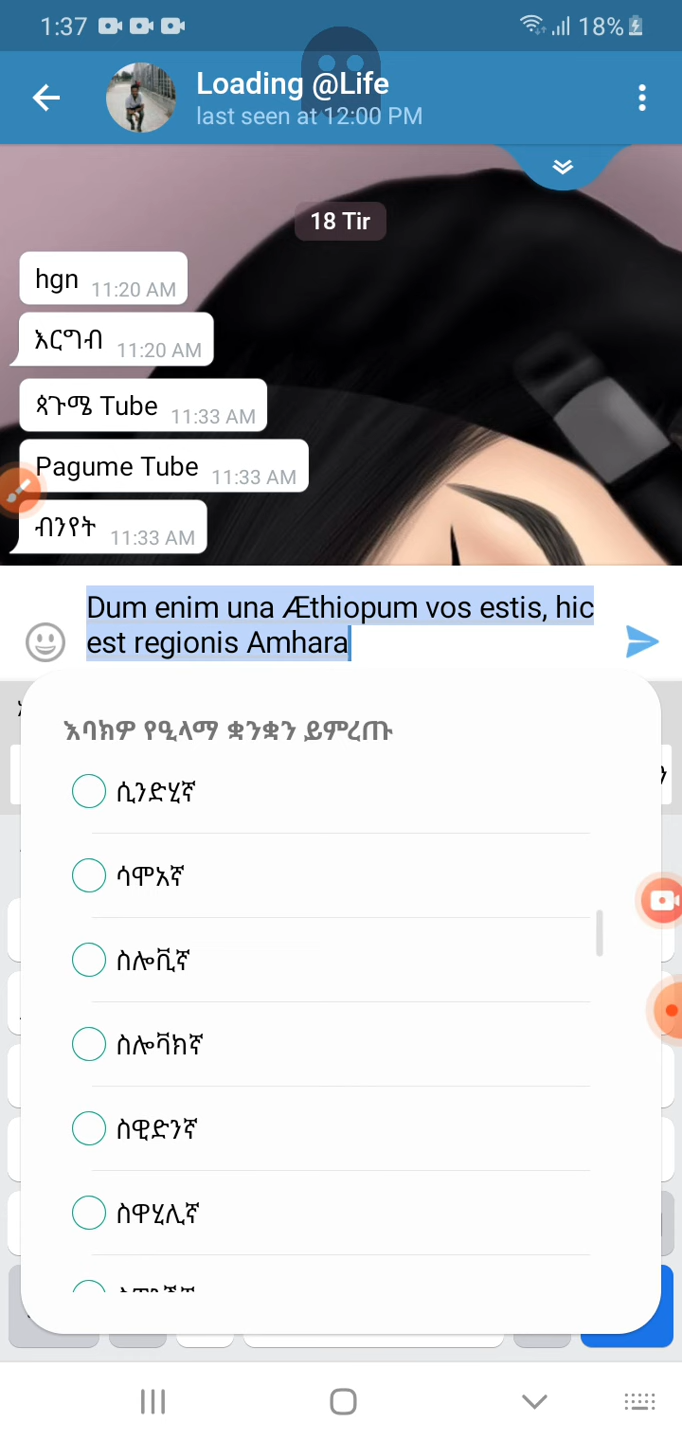 1:37
18%
Loading @Life
last seen at 12:00 PM
18 Tir
hgn 11:20 AM
እርግብ 11:20 AM
ጳጉሜ Tube 11:33 AM
Pagume Tube 11:33 AM
ብንየት 11:33 AM
Dum enim una Æthiopum vos estis, hic
est regionis Amhara
እባክዎ የዒላማ ቋንቋን ይምረጡ
ሲንድሂኛ
ሳሞአኛ
ስሎቪኛ
ስሎቫክኛ
ስዊድንኛ
ስዋሂሊኛ